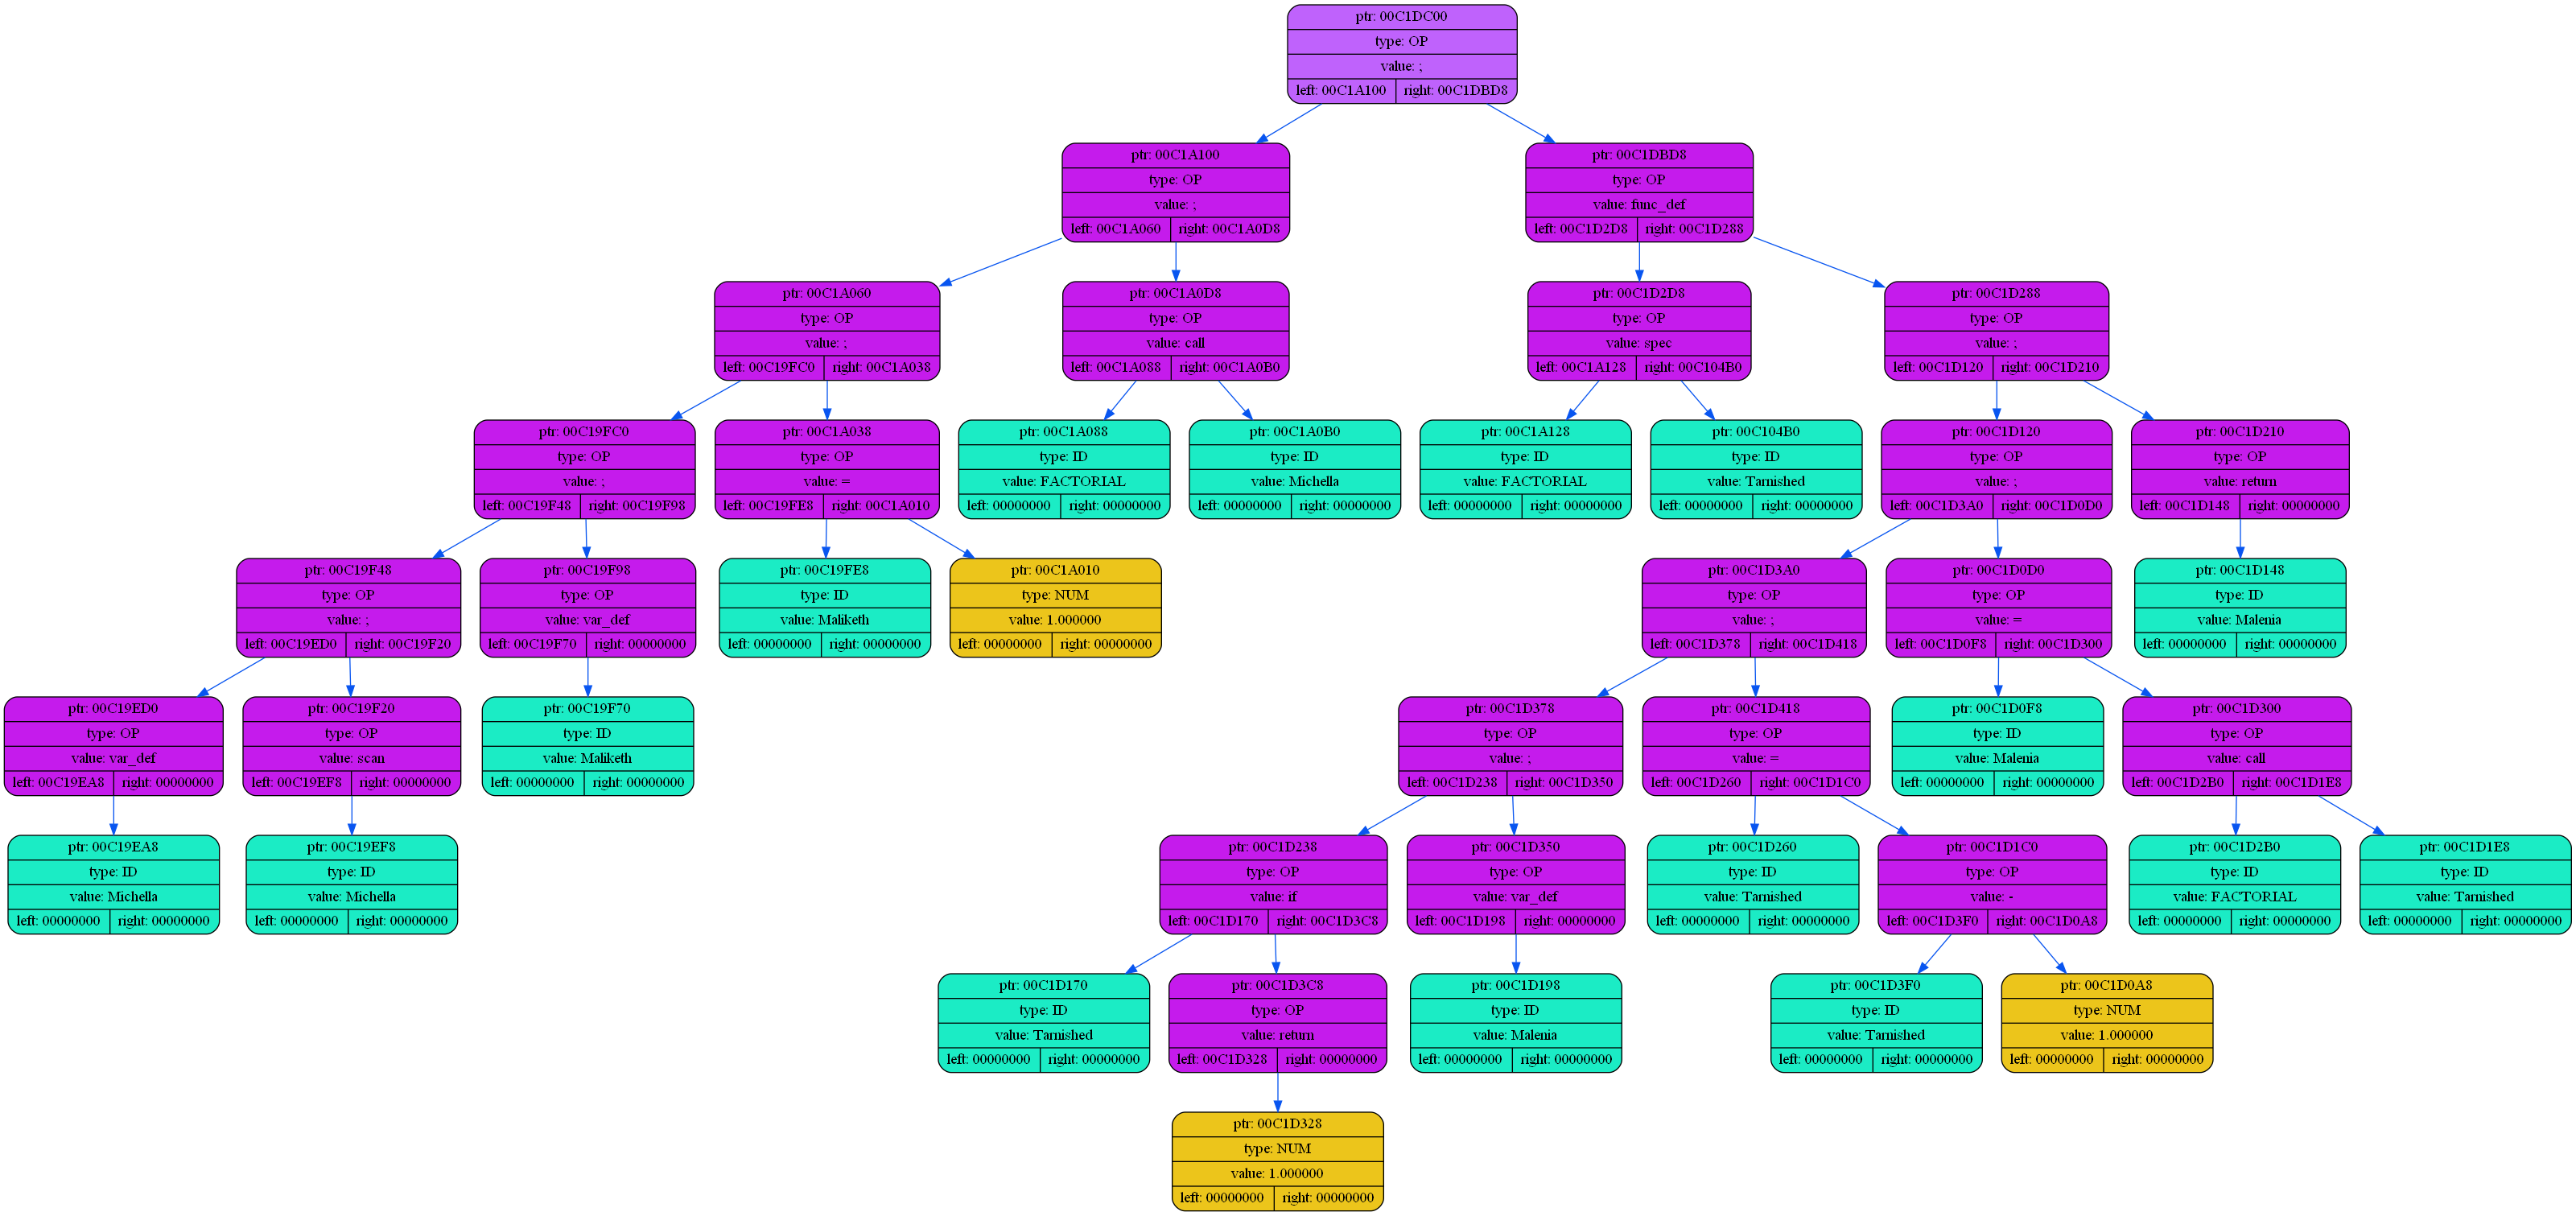 ptr: 00C1DC00
type: OP
value: ;
left: 00C1A100 right: 00C1DBD8
ptr: 00C1A100
type: OP
value: ;
left: 00C1A060 right: 00C1A0D8
ptr: 00C1DBD8
type: OP
value: func_def
left: 00C1D2D8 right: 00C1D288
ptr: 00C1A060
type: OP
value: ;
left: 00C19FC0 right: 00C1A038
ptr: 00C1A0D8
type: OP
value: call
left: 00C1A088 right: 00C1A0B0
ptr: 00C1D2D8
type: OP
value: spec
left: 00C1A128 right: 00C104B0
ptr: 00C1D288
type: OP
value: ;
left: 00C1D120 right: 00C1D210
ptr: 00C19FC0
type: OP
value: ;
left: 00C19F48 right: 00C19F98
ptr: 00C1A038
type: OP
value: =
left: 00C19FE8 right: 00C1A010
ptr: 00C1A088
type: ID
value: FACTORIAL
left: 00000000 right: 00000000
ptr: 00C1A0B0
type: ID
value: Michella
left: 00000000 right: 00000000
ptr: 00C1A128
type: ID
value: FACTORIAL
left: 00000000 right: 00000000
ptr: 00C104B0
type: ID
value: Tarnished
left: 00000000 right: 00000000
ptr: 00C1D120
type: OP
value: ;
left: 00C1D3A0 right: 00C1D0D0
ptr: 00C1D210
type: OP
value: return
left: 00C1D148 right: 00000000
ptr: 00C19F48
type: OP
value: ;
left: 00C19ED0 right: 00C19F20
ptr: 00C19F98
type: OP
value: var_def
left: 00C19F70 right: 00000000
ptr: 00C19FE8
type: ID
value: Maliketh
left: 00000000 right: 00000000
ptr: 00C1A010
type: NUM
value: 1.000000
left: 00000000 right: 00000000
ptr: 00C1D3A0
type: OP
value: ;
left: 00C1D378 right: 00C1D418
ptr: 00C1D0D0
type: OP
value: =
left: 00C1D0F8 right: 00C1D300
ptr: 00C1D148
type: ID
value: Malenia
left: 00000000 right: 00000000
ptr: 00C19ED0
type: OP
value: var_def
left: 00C19EA8 right: 00000000
ptr: 00C19F20
type: OP
value: scan
left: 00C19EF8 right: 00000000
ptr: 00C19F70
type: ID
value: Maliketh
left: 00000000 right: 00000000
ptr: 00C1D378
type: OP
value: ;
left: 00C1D238 right: 00C1D350
ptr: 00C1D418
type: OP
value: =
left: 00C1D260 right: 00C1D1C0
ptr: 00C1D0F8
type: ID
value: Malenia
left: 00000000 right: 00000000
ptr: 00C1D300
type: OP
value: call
left: 00C1D2B0 right: 00C1D1E8
ptr: 00C19EA8
type: ID
value: Michella
left: 00000000 right: 00000000
ptr: 00C19EF8
type: ID
value: Michella
left: 00000000 right: 00000000
ptr: 00C1D238
type: OP
value: if
left: 00C1D170 right: 00C1D3C8
ptr: 00C1D350
type: OP
value: var_def
left: 00C1D198 right: 00000000
ptr: 00C1D260
type: ID
value: Tarnished
left: 00000000 right: 00000000
ptr: 00C1D1C0
type: OP
value: -
left: 00C1D3F0 right: 00C1D0A8
ptr: 00C1D2B0
type: ID
value: FACTORIAL
left: 00000000 right: 00000000
ptr: 00C1D1E8
type: ID
value: Tarnished
left: 00000000 right: 00000000
ptr: 00C1D170
type: ID
value: Tarnished
left: 00000000 right: 00000000
ptr: 00C1D3C8
type: OP
value: return
left: 00C1D328 right: 00000000
ptr: 00C1D198
type: ID
value: Malenia
left: 00000000 right: 00000000
ptr: 00C1D3F0
type: ID
value: Tarnished
left: 00000000 right: 00000000
ptr: 00C1D0A8
type: NUM
value: 1.000000
left: 00000000 right: 00000000
ptr: 00C1D328
type: NUM
value: 1.000000
left: 00000000 right: 00000000